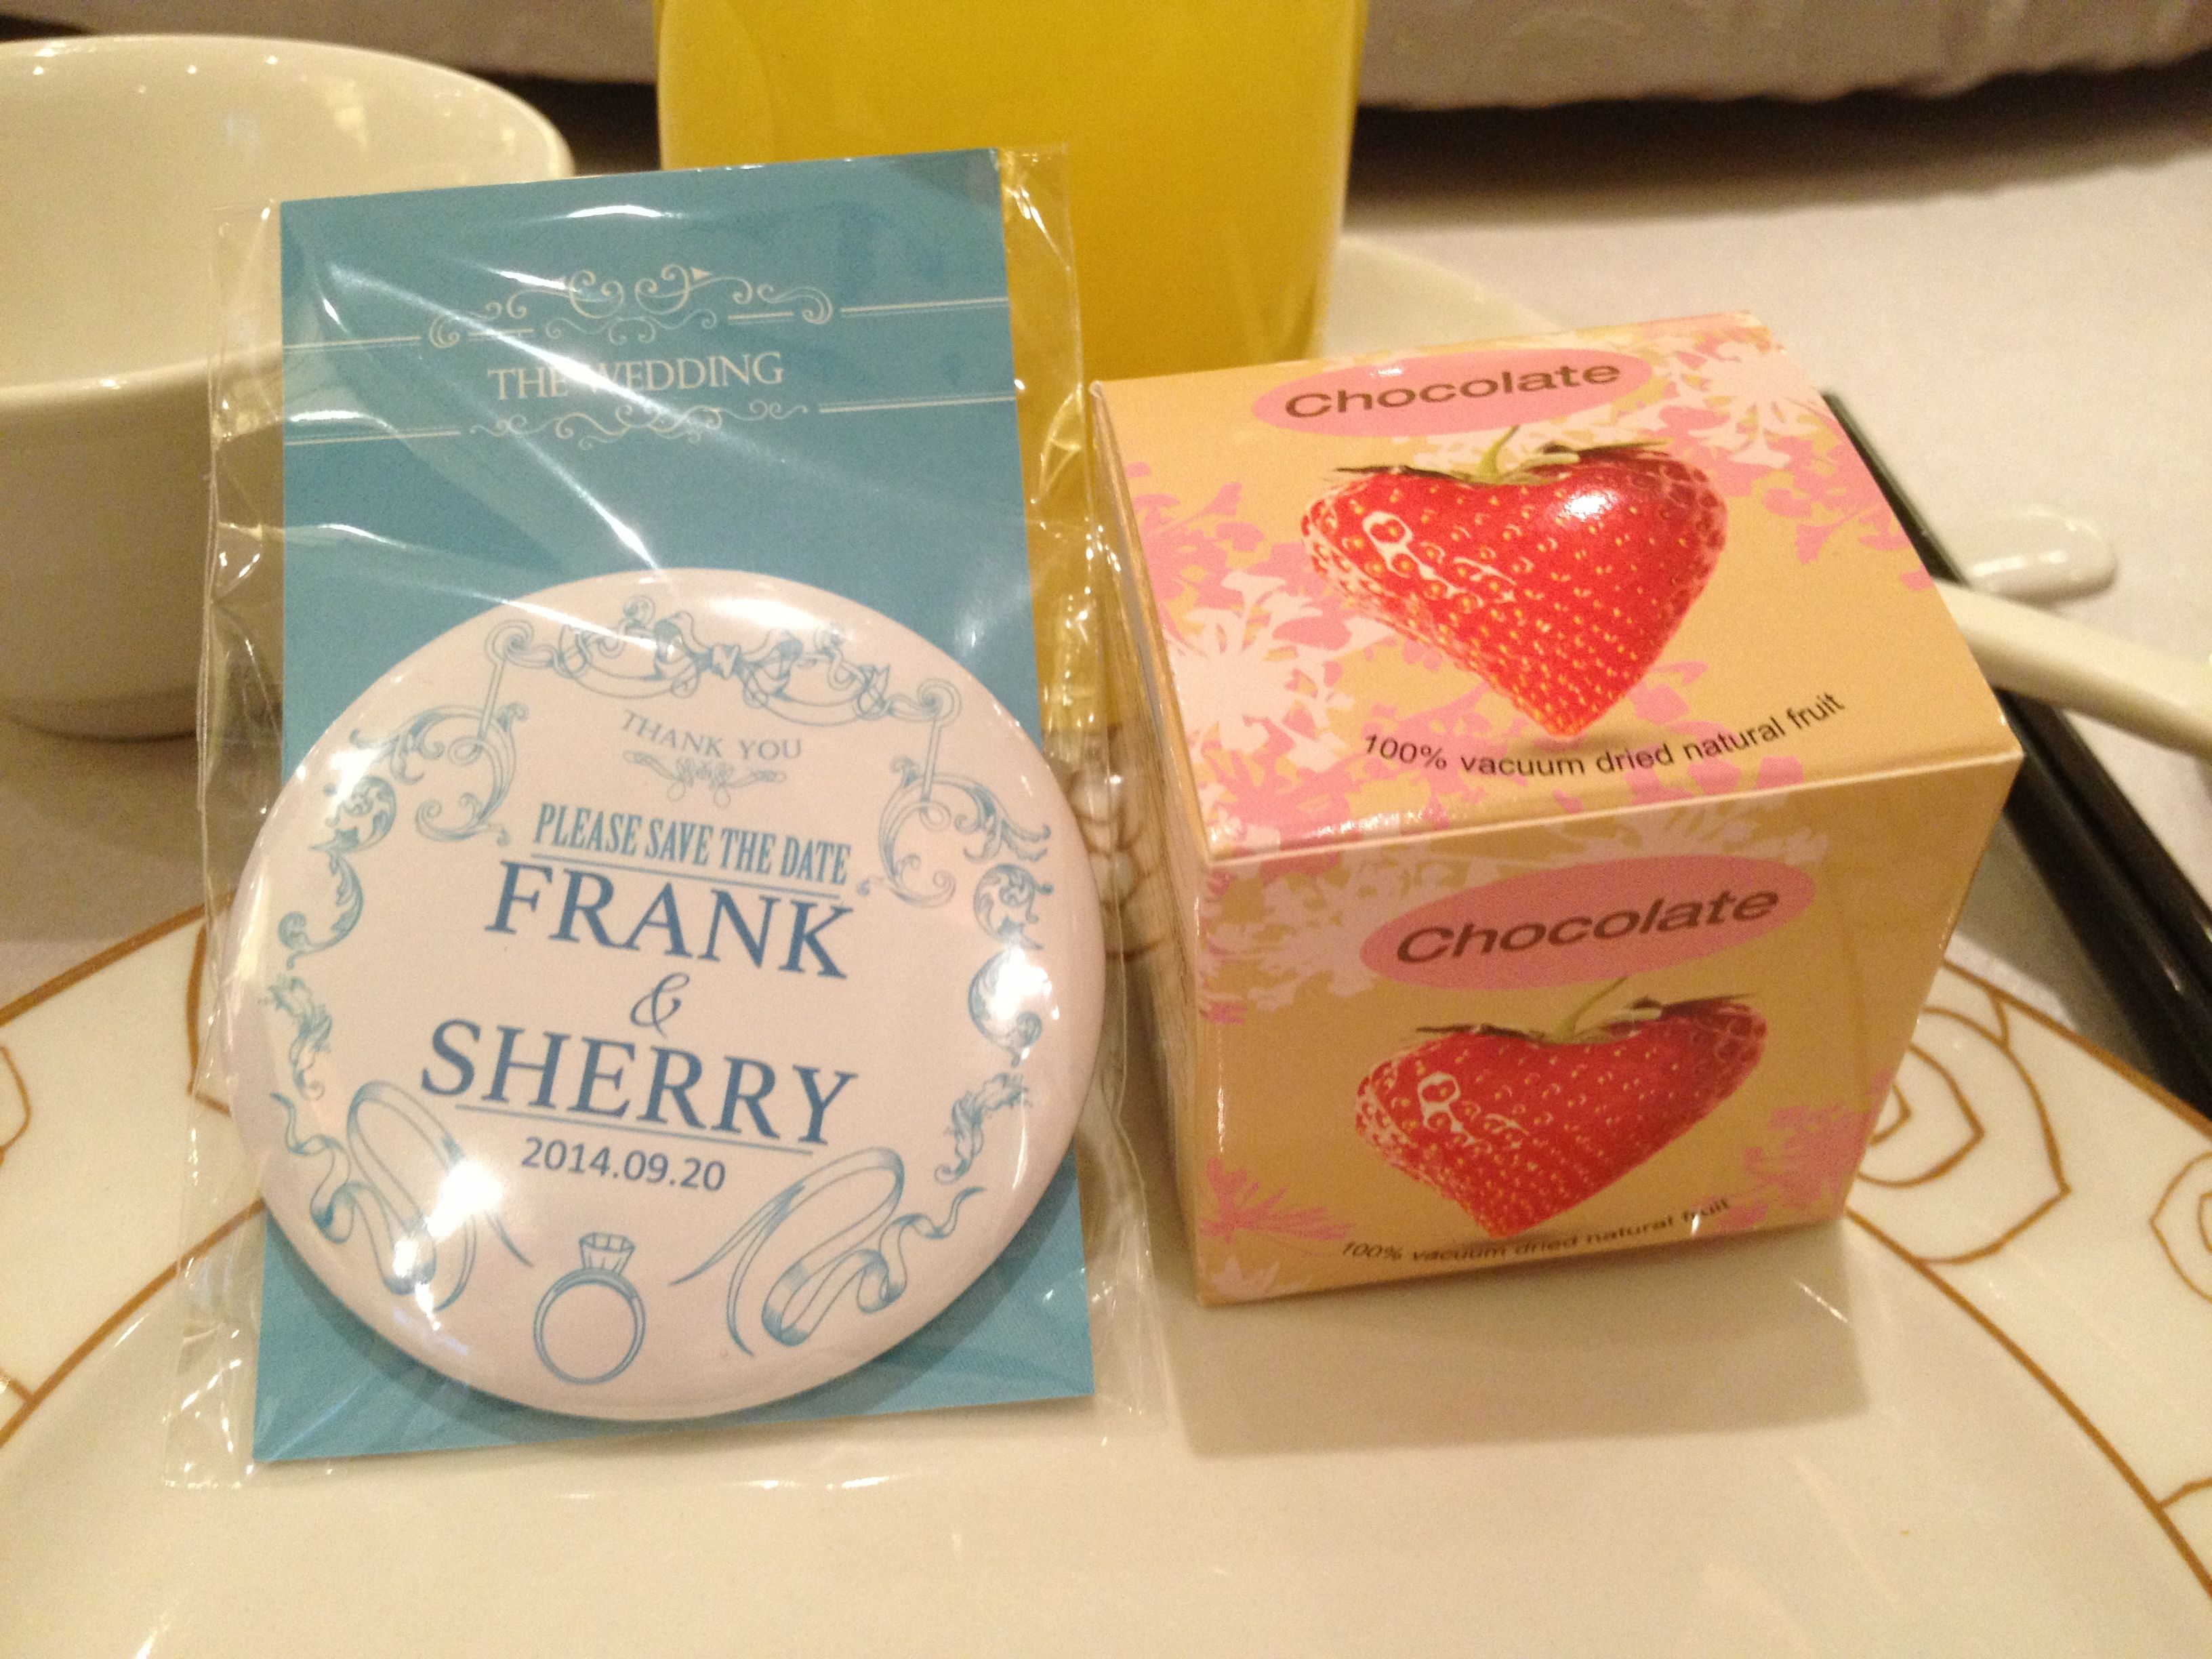 THE WEDDING
THANK YOU
PLEASE SAVE THE DATE
FRANK
&
SHERRY
2014.09.20
Chocolate
100% vacuum dried natural fruit
Chocolate
100% vacuum dried natural fruit